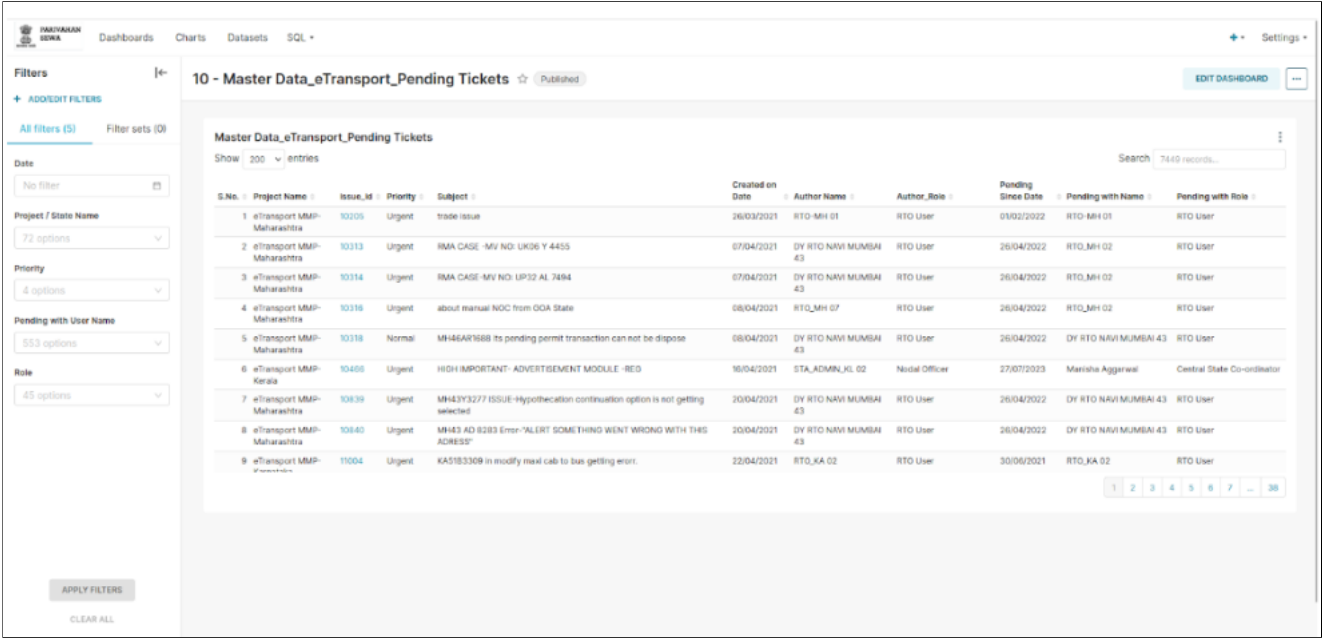 PARIVAHAN
SEWA
Dashboards Charts Datasets SQL
Settings
Filters
+ ADD/EDIT FILTERS
All filters (5) Filter sets (0)
Date
No filter
Project / State Name
72 options
Priority
4 options
Pending with User Name
553 options
Role
45 options
APPLY FILTERS
CLEAR ALL
10 - Master Data_eTransport_Pending Tickets Published
EDIT DASHBOARD ...
Master Data_eTransport_Pending Tickets
Show 200 entries
Search 7449 records...
S.No. Project Name Issue_Id Priority Subject Created on Date Author Name Author_Role Pending Since Date Pending with Name Pending with Role
1 eTransport MMP-Maharashtra 10205 Urgent trade issue 26/03/2021 RTO-MH 01 RTO User 01/02/2022 RTO-MH 01 RTO User
2 eTransport MMP-Maharashtra 10313 Urgent RMA CASE -MV NO: UK06 Y 4455 07/04/2021 DY RTO NAVI MUMBAI 43 RTO User 26/04/2022 RTO_MH 02 RTO User
3 eTransport MMP-Maharashtra 10314 Urgent RMA CASE-MV NO: UP32 AL 7494 07/04/2021 DY RTO NAVI MUMBAI 43 RTO User 26/04/2022 RTO_MH 02 RTO User
4 eTransport MMP-Maharashtra 10316 Urgent about manual NOC from GOA State 08/04/2021 RTO_MH 07 RTO User 26/04/2022 RTO_MH 02 RTO User
5 eTransport MMP-Maharashtra 10318 Normal MH46AR1688 Its pending permit transaction can not be dispose 08/04/2021 DY RTO NAVI MUMBAI 43 RTO User 26/04/2022 DY RTO NAVI MUMBAI 43 RTO User
6 eTransport MMP-Kerala 10466 Urgent HIGH IMPORTANT- ADVERTISEMENT MODULE -REG 16/04/2021 STA_ADMIN_KL 02 Nodal Officer 27/07/2023 Manisha Aggarwal Central State Co-ordinator
7 eTransport MMP-Maharashtra 10839 Urgent MH43Y3277 ISSUE-Hypothecation continuation option is not getting selected 20/04/2021 DY RTO NAVI MUMBAI 43 RTO User 26/04/2022 DY RTO NAVI MUMBAI 43 RTO User
8 eTransport MMP-Maharashtra 10840 Urgent MH43 AD 8283 Error-"ALERT SOMETHING WENT WRONG WITH THIS ADRESS" 20/04/2021 DY RTO NAVI MUMBAI 43 RTO User 26/04/2022 DY RTO NAVI MUMBAI 43 RTO User
9 eTransport MMP-Karnataka 11004 Urgent KA51B3309 in modify maxi cab to bus getting erorr. 22/04/2021 RTO_KA 02 RTO User 30/06/2021 RTO_KA 02 RTO User
1 2 3 4 5 6 7 ... 38